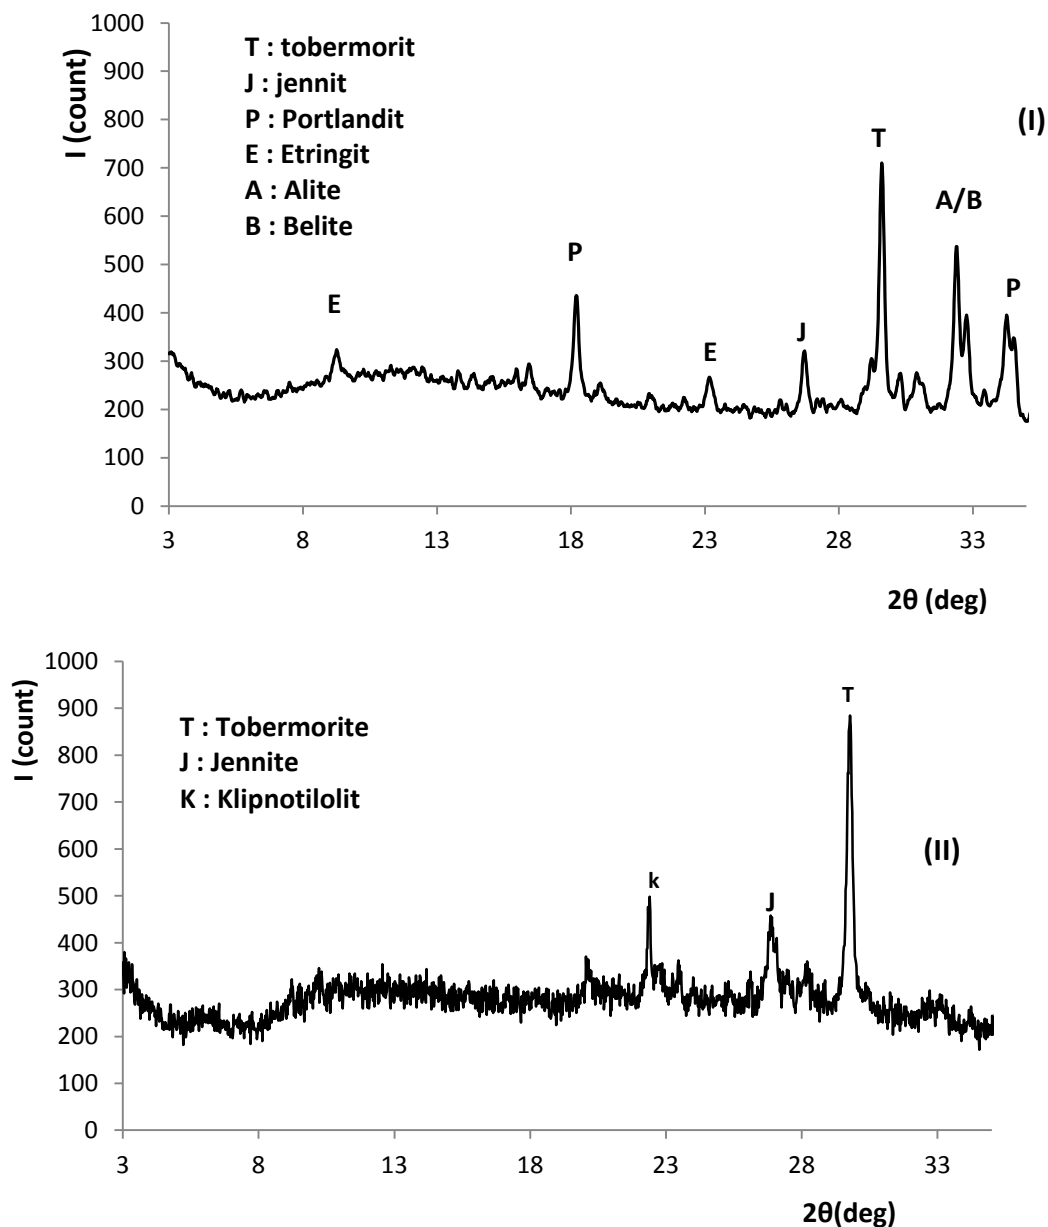 1000
900
800
700
600
500
400
300
200
100
0
I (count)
T : tobermorit
J : jennit
P : Portlandit
E : Etringit
A : Alite
B : Belite
(I)
E
P
E
J
T
A/B
P
3 8 13 18 23 28 33
2θ (deg)
1000
900
800
700
600
500
400
300
200
100
0
I (count)
T : Tobermorite
J : Jennite
K : Klipnotilolit
(II)
k
J
T
3 8 13 18 23 28 33
2θ(deg)